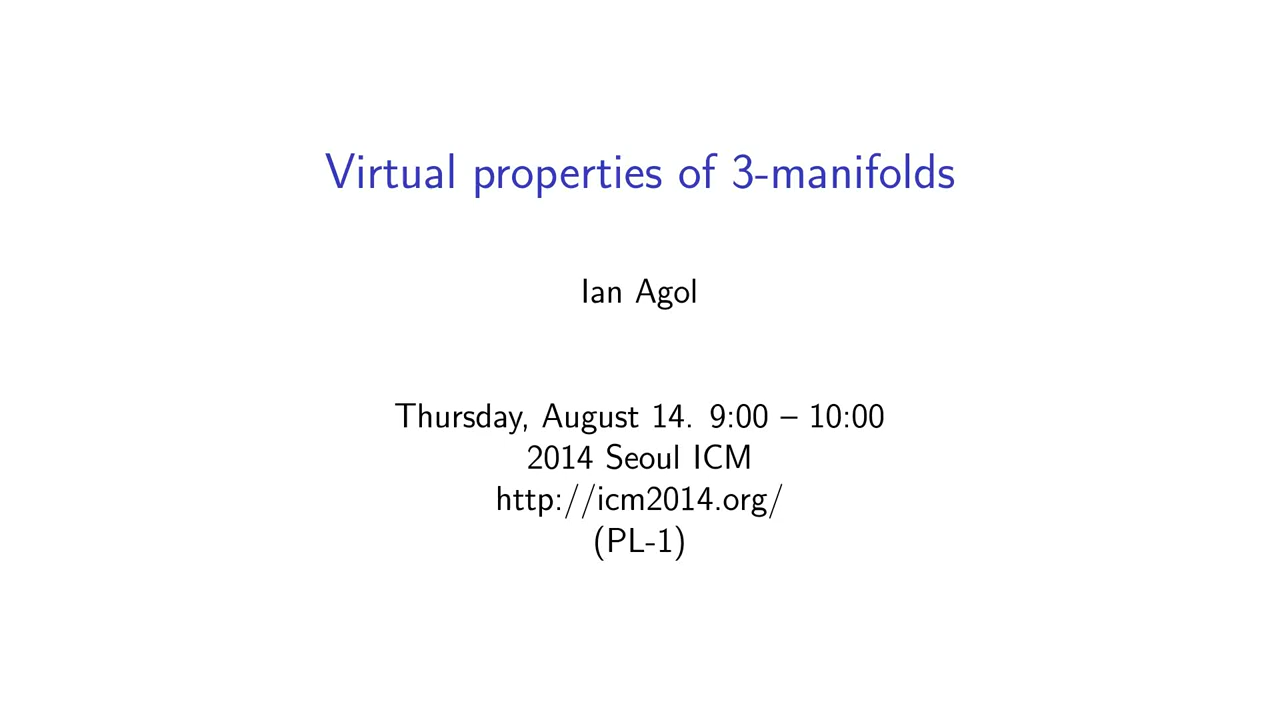 Virtual properties of 3-manifolds
Ian Agol
Thursday, August 14. 9:00 – 10:00
2014 Seoul ICM
http://icm2014.org/
(PL-1)